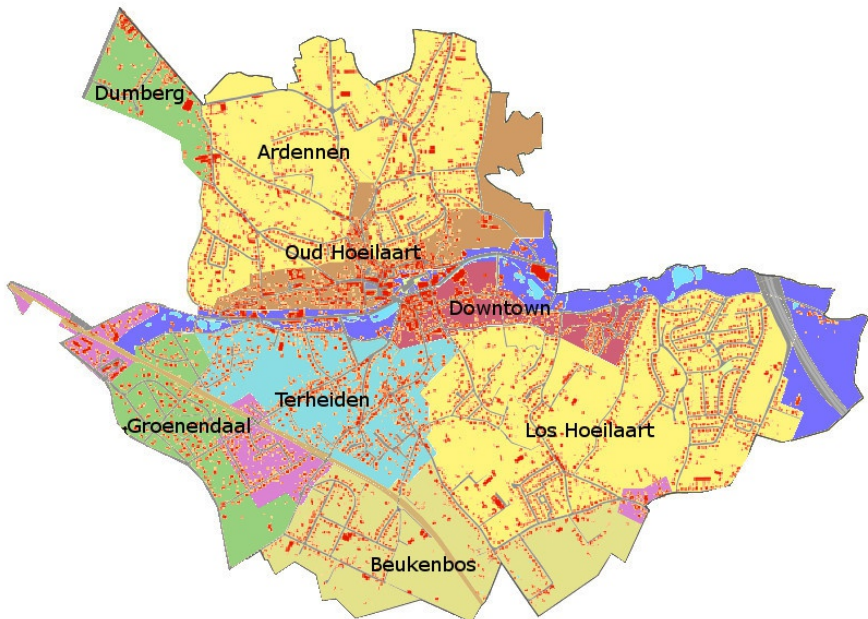 Dumberg
Ardennen
Oud Hoeilaart
Downtown
Terheiden
Groenendaal
Los Hoeilaart
Beukenbos